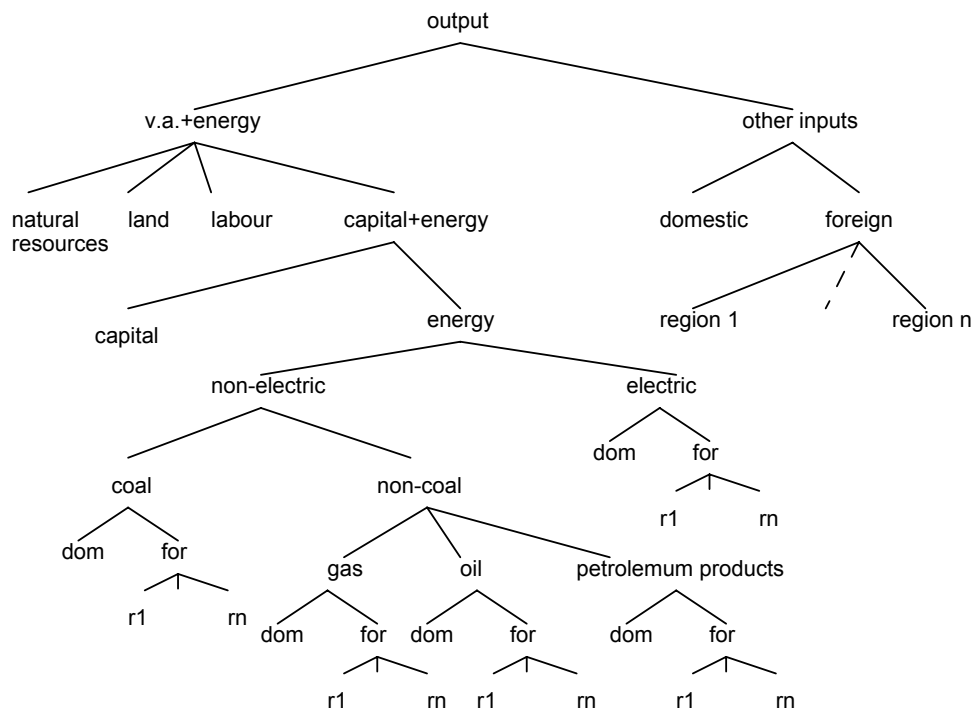 output
v.a.+energy
other inputs
natural
resources
land
labour
capital+energy
domestic
foreign
capital
energy
region 1
region n
non-electric
electric
dom
for
coal
non-coal
r1
rn
dom
for
gas
oil
petrolemum products
r1
rn
dom
for
dom
for
dom
for
r1
rn
r1
rn
r1
rn